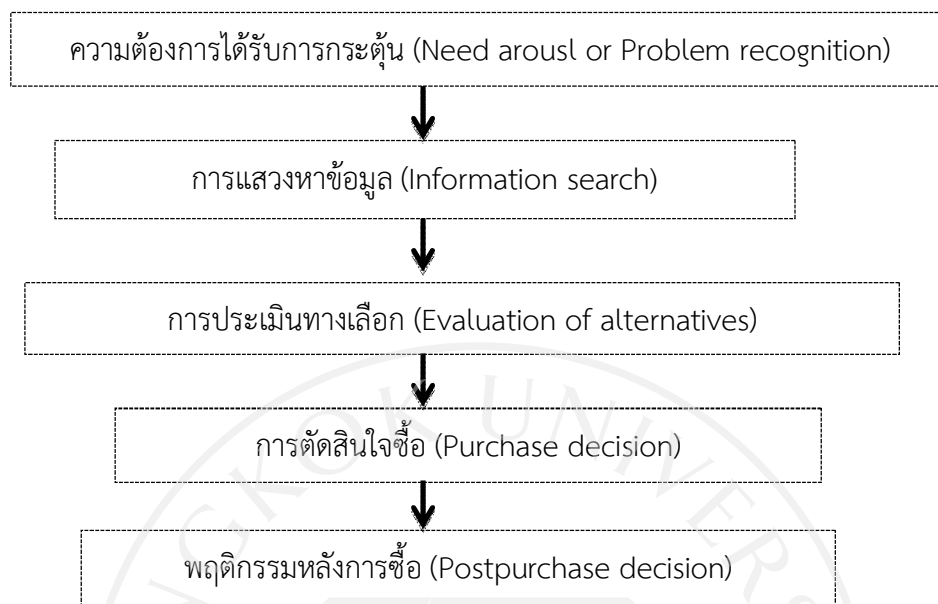 ความต้องการได้รับการกระตุ้น (Need arousl or Problem recognition)
การแสวงหาข้อมูล (Information search)
การประเมินทางเลือก (Evaluation of alternatives)
การตัดสินใจซื้อ (Purchase decision)
พฤติกรรมหลังการซื้อ (Postpurchase decision)